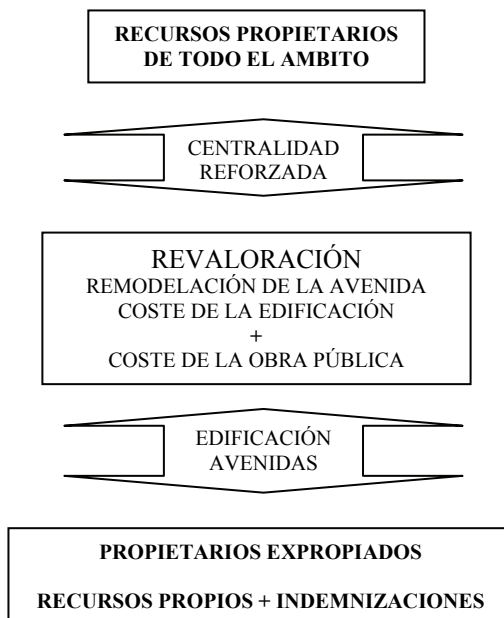 RECURSOS PROPIETARIOS
DE TODO EL AMBITO
CENTRALIDAD
REFORZADA
REVALORACIÓN
REMODELACIÓN DE LA AVENIDA
COSTE DE LA EDIFICACIÓN
+
COSTE DE LA OBRA PÚBLICA
EDIFICACIÓN
AVENIDAS
PROPIETARIOS EXPROPIADOS
RECURSOS PROPIOS + INDEMNIZACIONES